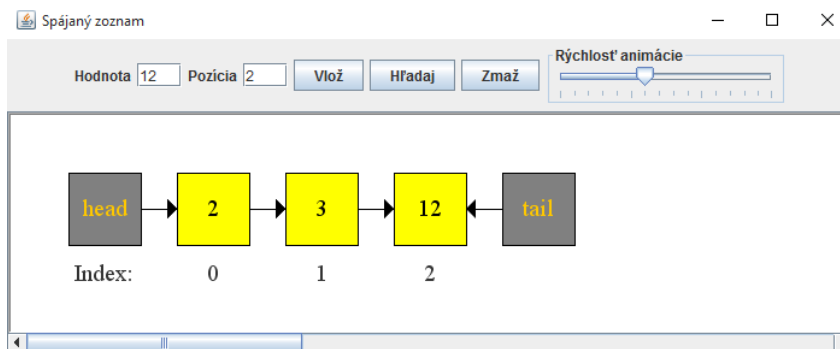 Spájaný zoznam
Rýchlosť animácie
Hodnota 12 Pozícia 2 Vlož Hľadaj Zmaž
head 2 3 12 tail
Index: 0 1 2